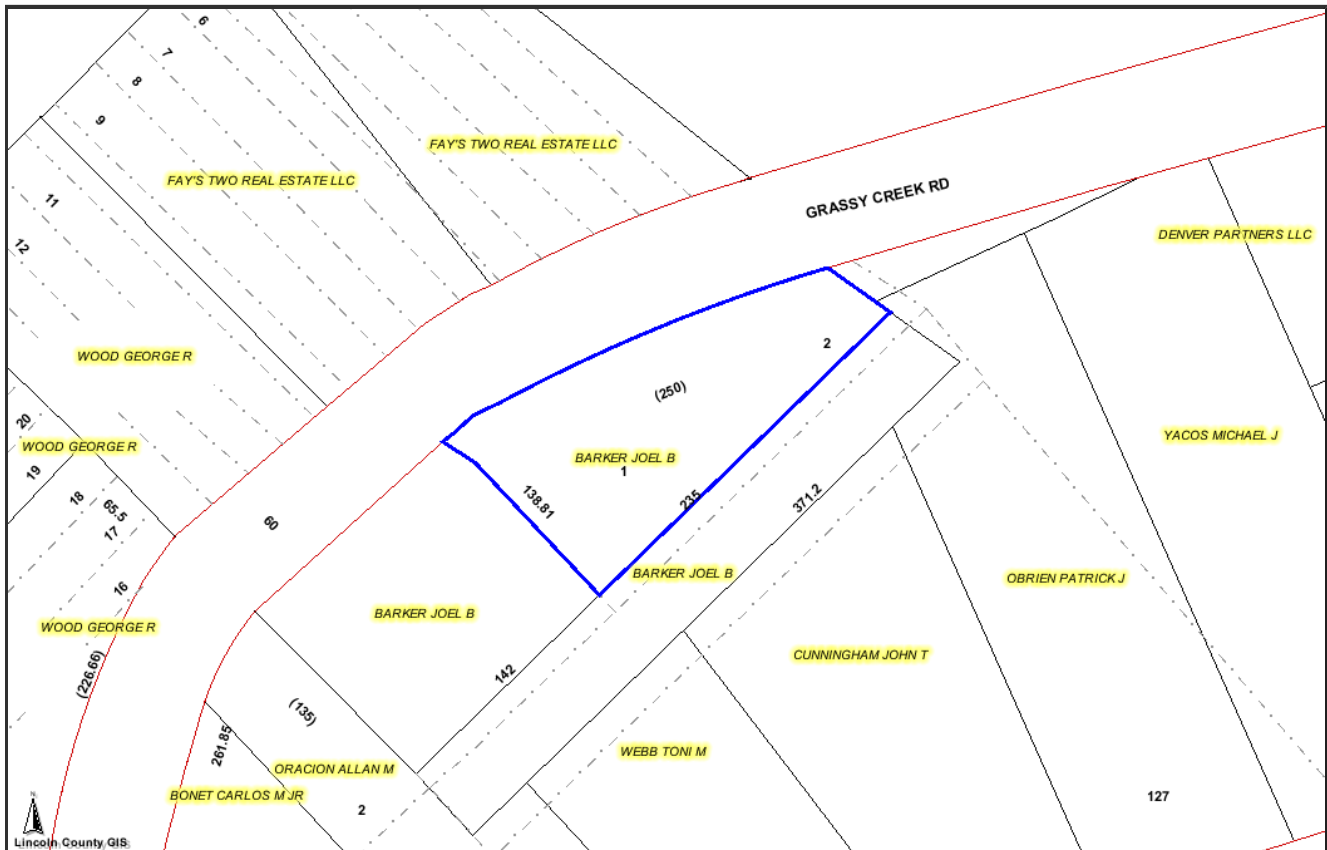 6
7
8
9
FAY'S TWO REAL ESTATE LLC
FAY'S TWO REAL ESTATE LLC
11
12
GRASSY CREEK RD
DENVER PARTNERS LLC
WOOD GEORGE R
2
(250)
20
WOOD GEORGE R
19
YACOS MICHAEL J
BARKER JOEL B
1
18
65.5
17
138.81
235
371.2
60
16
BARKER JOEL B
OBRIEN PATRICK J
WOOD GEORGE R
BARKER JOEL B
(226.66)
142
CUNNINGHAM JOHN T
(135)
261.85
WEBB TONI M
ORACION ALLAN M
BONET CARLOS M JR
2
127
N
Lincoln County GIS